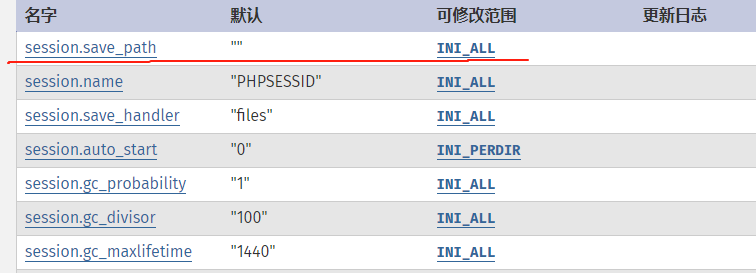 名字 默认 可修改范围 更新日志
session.save_path "" INI_ALL
session.name "PHPSESSID" INI_ALL
session.save_handler "files" INI_ALL
session.auto_start "0" INI_PERDIR
session.gc_probability "1" INI_ALL
session.gc_divisor "100" INI_ALL
session.gc_maxlifetime "1440" INI_ALL